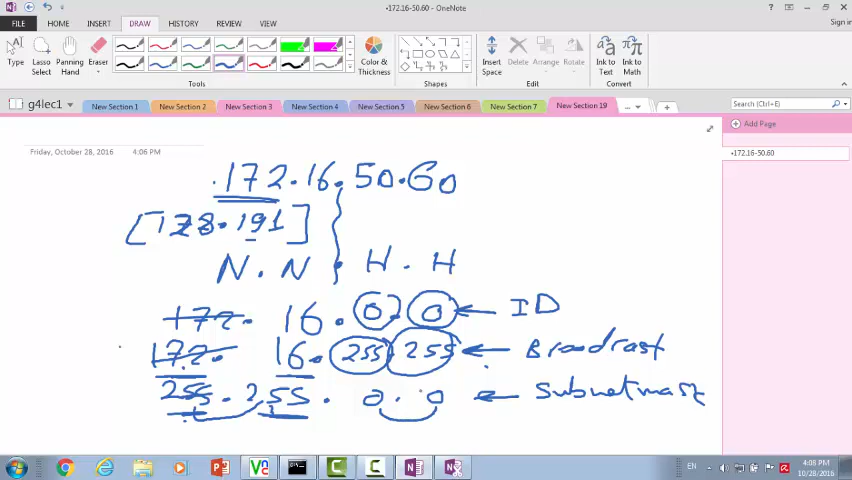 •172.16-50.60 - OneNote
FILE HOME INSERT DRAW HISTORY REVIEW VIEW
Sign in
Type
Lasso Select
Panning Hand
Eraser
Color & Thickness
Insert Space
Delete
Arrange
Rotate
Ink to Text
Ink to Math
Tools Shapes Edit Convert
g4lec1 New Section 1 New Section 2 New Section 3 New Section 4 New Section 5 New Section 6 New Section 7 New Section 19 ... + Search (Ctrl+E)
Add Page
•172.16-50.60
Friday, October 28, 2016 4:06 PM
.172.16.50.60
[128.191]
N.N.H.H
172.16.0.0 ← ID
172.16.255.255 ← Broadcast
255.255.0.0 ← Subnetmask
EN 4:08 PM
10/28/2016